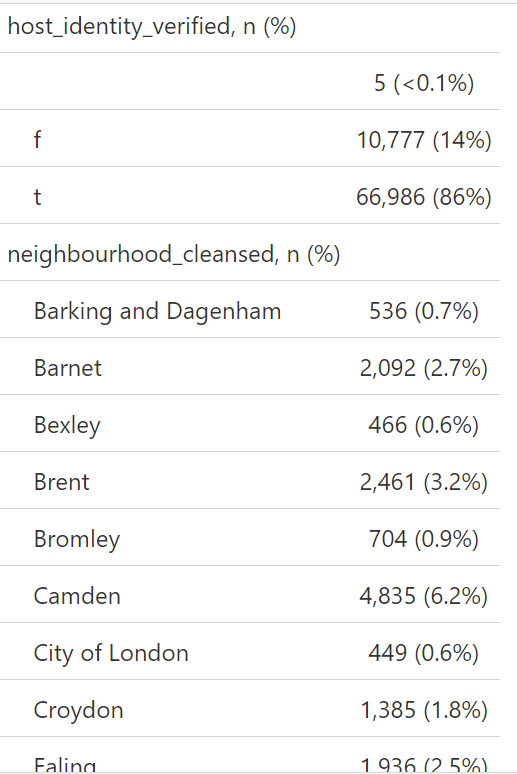 host_identity_verified, n (%)
5 (<0.1%)
f 10,777 (14%)
t 66,986 (86%)
neighbourhood_cleansed, n (%)
Barking and Dagenham 536 (0.7%)
Barnet 2,092 (2.7%)
Bexley 466 (0.6%)
Brent 2,461 (3.2%)
Bromley 704 (0.9%)
Camden 4,835 (6.2%)
City of London 449 (0.6%)
Croydon 1,385 (1.8%)
Ealing 1,936 (2.5%)